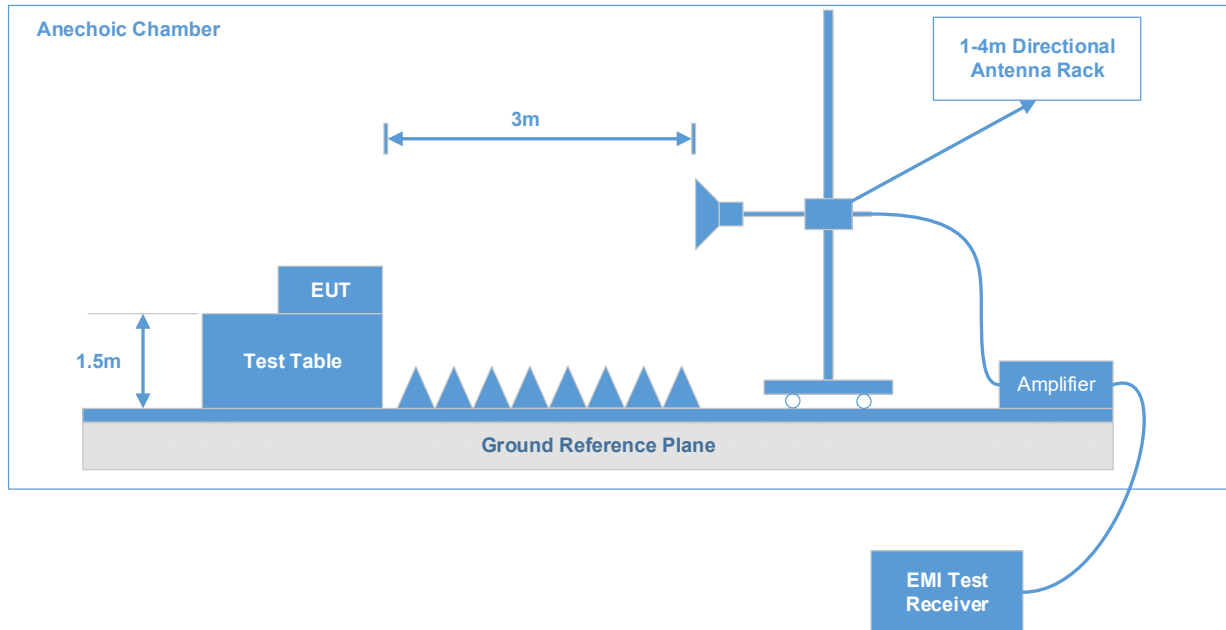 Anechoic Chamber
1-4m Directional
Antenna Rack
3m
EUT
1.5m
Test Table
Amplifier
Ground Reference Plane
EMI Test
Receiver